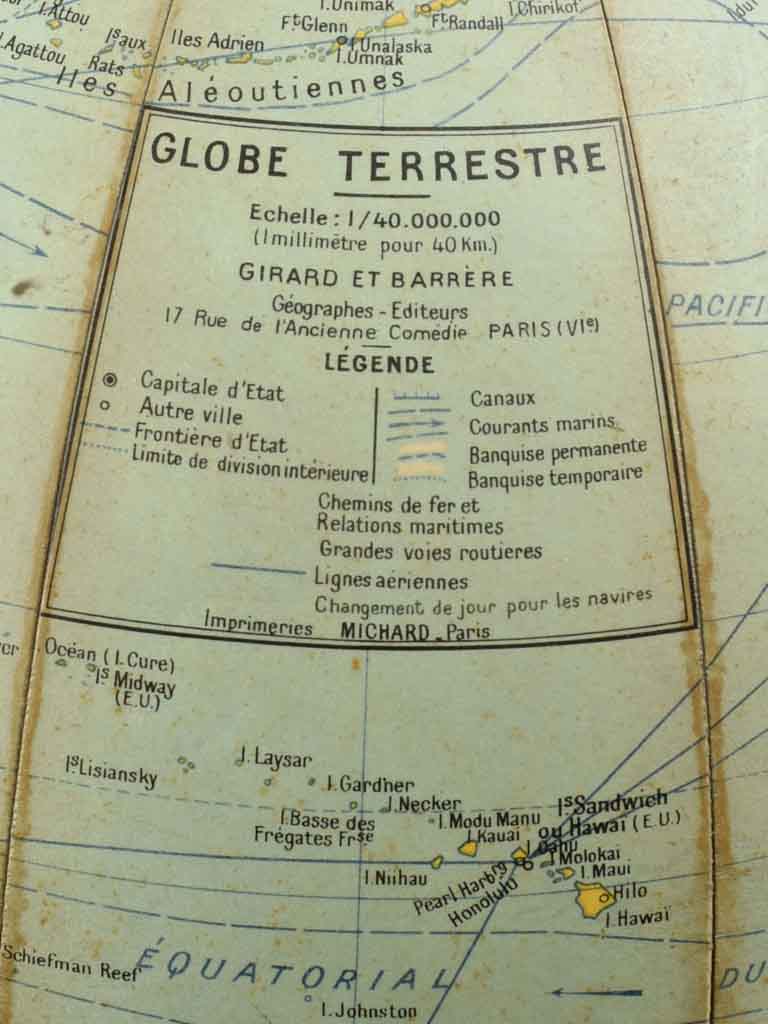 I. Attou
I. Unimak
I. Chirikof
Ft Glenn
Ft Randall
I. Agattou
Is aux
Rats
Iles Adrien
I. Unalaska
I. Umnak
Iles Aléoutiennes
GLOBE TERRESTRE
Echelle : 1/40.000.000
(1 millimètre pour 40 Km.)
GIRARD ET BARRÈRE
Géographes - Editeurs
17 Rue de l'Ancienne Comédie PARIS (VIe)
LÉGENDE
Capitale d'Etat
Autre ville
Frontière d'Etat
Limite de division intérieure
Canaux
Courants marins
Banquise permanente
Banquise temporaire
Chemins de fer et
Relations maritimes
Grandes voies routieres
Lignes aériennes
Changement de jour pour les navires
Imprimeries MICHARD - Paris
PACIFI
Océan (I. Cure)
Is Midway
(E.U.)
Is Lisiansky
I. Laysar
I. Gardner
I. Necker
I. Basse des
Frégates Frse
I. Modu Manu
Is Sandwich
ou Hawaï (E.U.)
I. Kauai
I. Oahu
I. Molokai
I. Niihau
I. Maui
Pearl Harbrg
Honolulu
Hilo
I. Hawaï
Schiefman Reef
ÉQUATORIAL
DU
I. Johnston